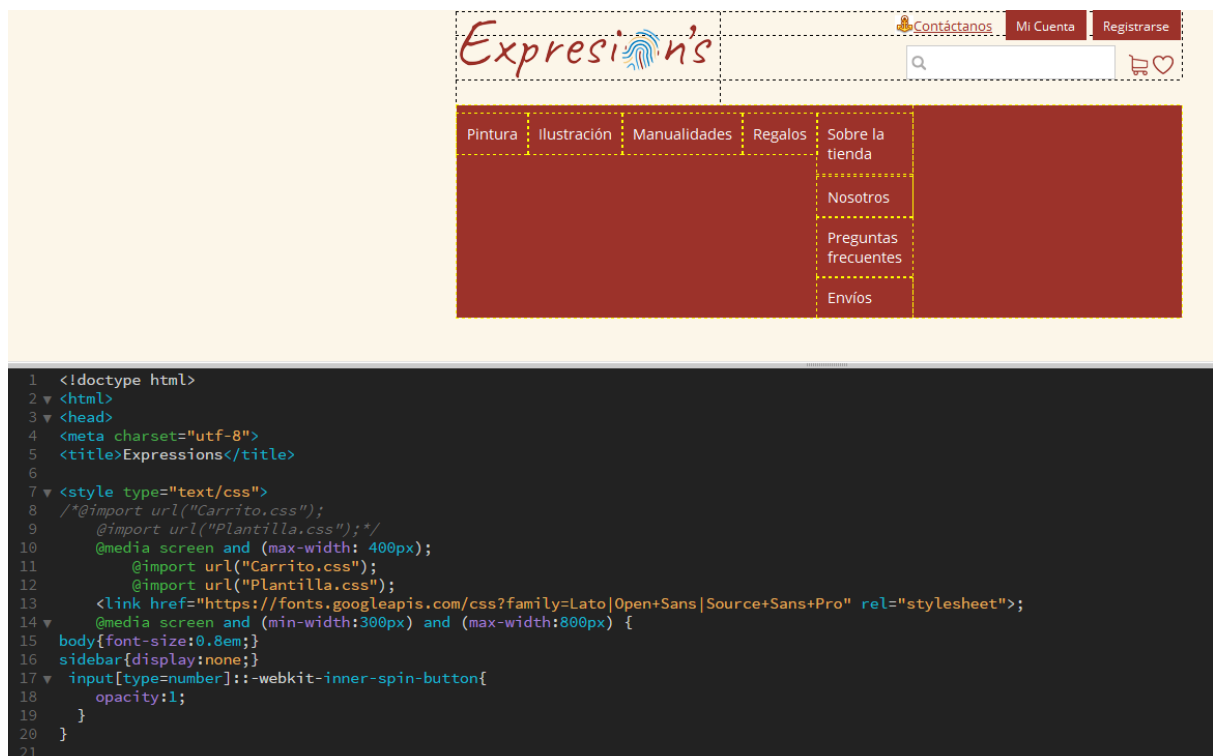 Expresión's
Contáctanos Mi Cuenta Registrarse
Pintura Ilustración Manualidades Regalos Sobre la
tienda
Nosotros
Preguntas
frecuentes
Envíos
1 <!doctype html>
2 <html>
3 <head>
4 <meta charset="utf-8">
5 <title>Expressions</title>
6
7 <style type="text/css">
8 /*@import url("Carrito.css");
9 @import url("Plantilla.css");*/
10 @media screen and (max-width: 400px);
11 @import url("Carrito.css");
12 @import url("Plantilla.css");
13 <link href="https://fonts.googleapis.com/css?family=Lato|Open+Sans|Source+Sans+Pro" rel="stylesheet">;
14 @media screen and (min-width:300px) and (max-width:800px) {
15 body{font-size:0.8em;}
16 sidebar{display:none;}
17 input[type=number]::-webkit-inner-spin-button{
18 opacity:1;
19 }
20 }
21